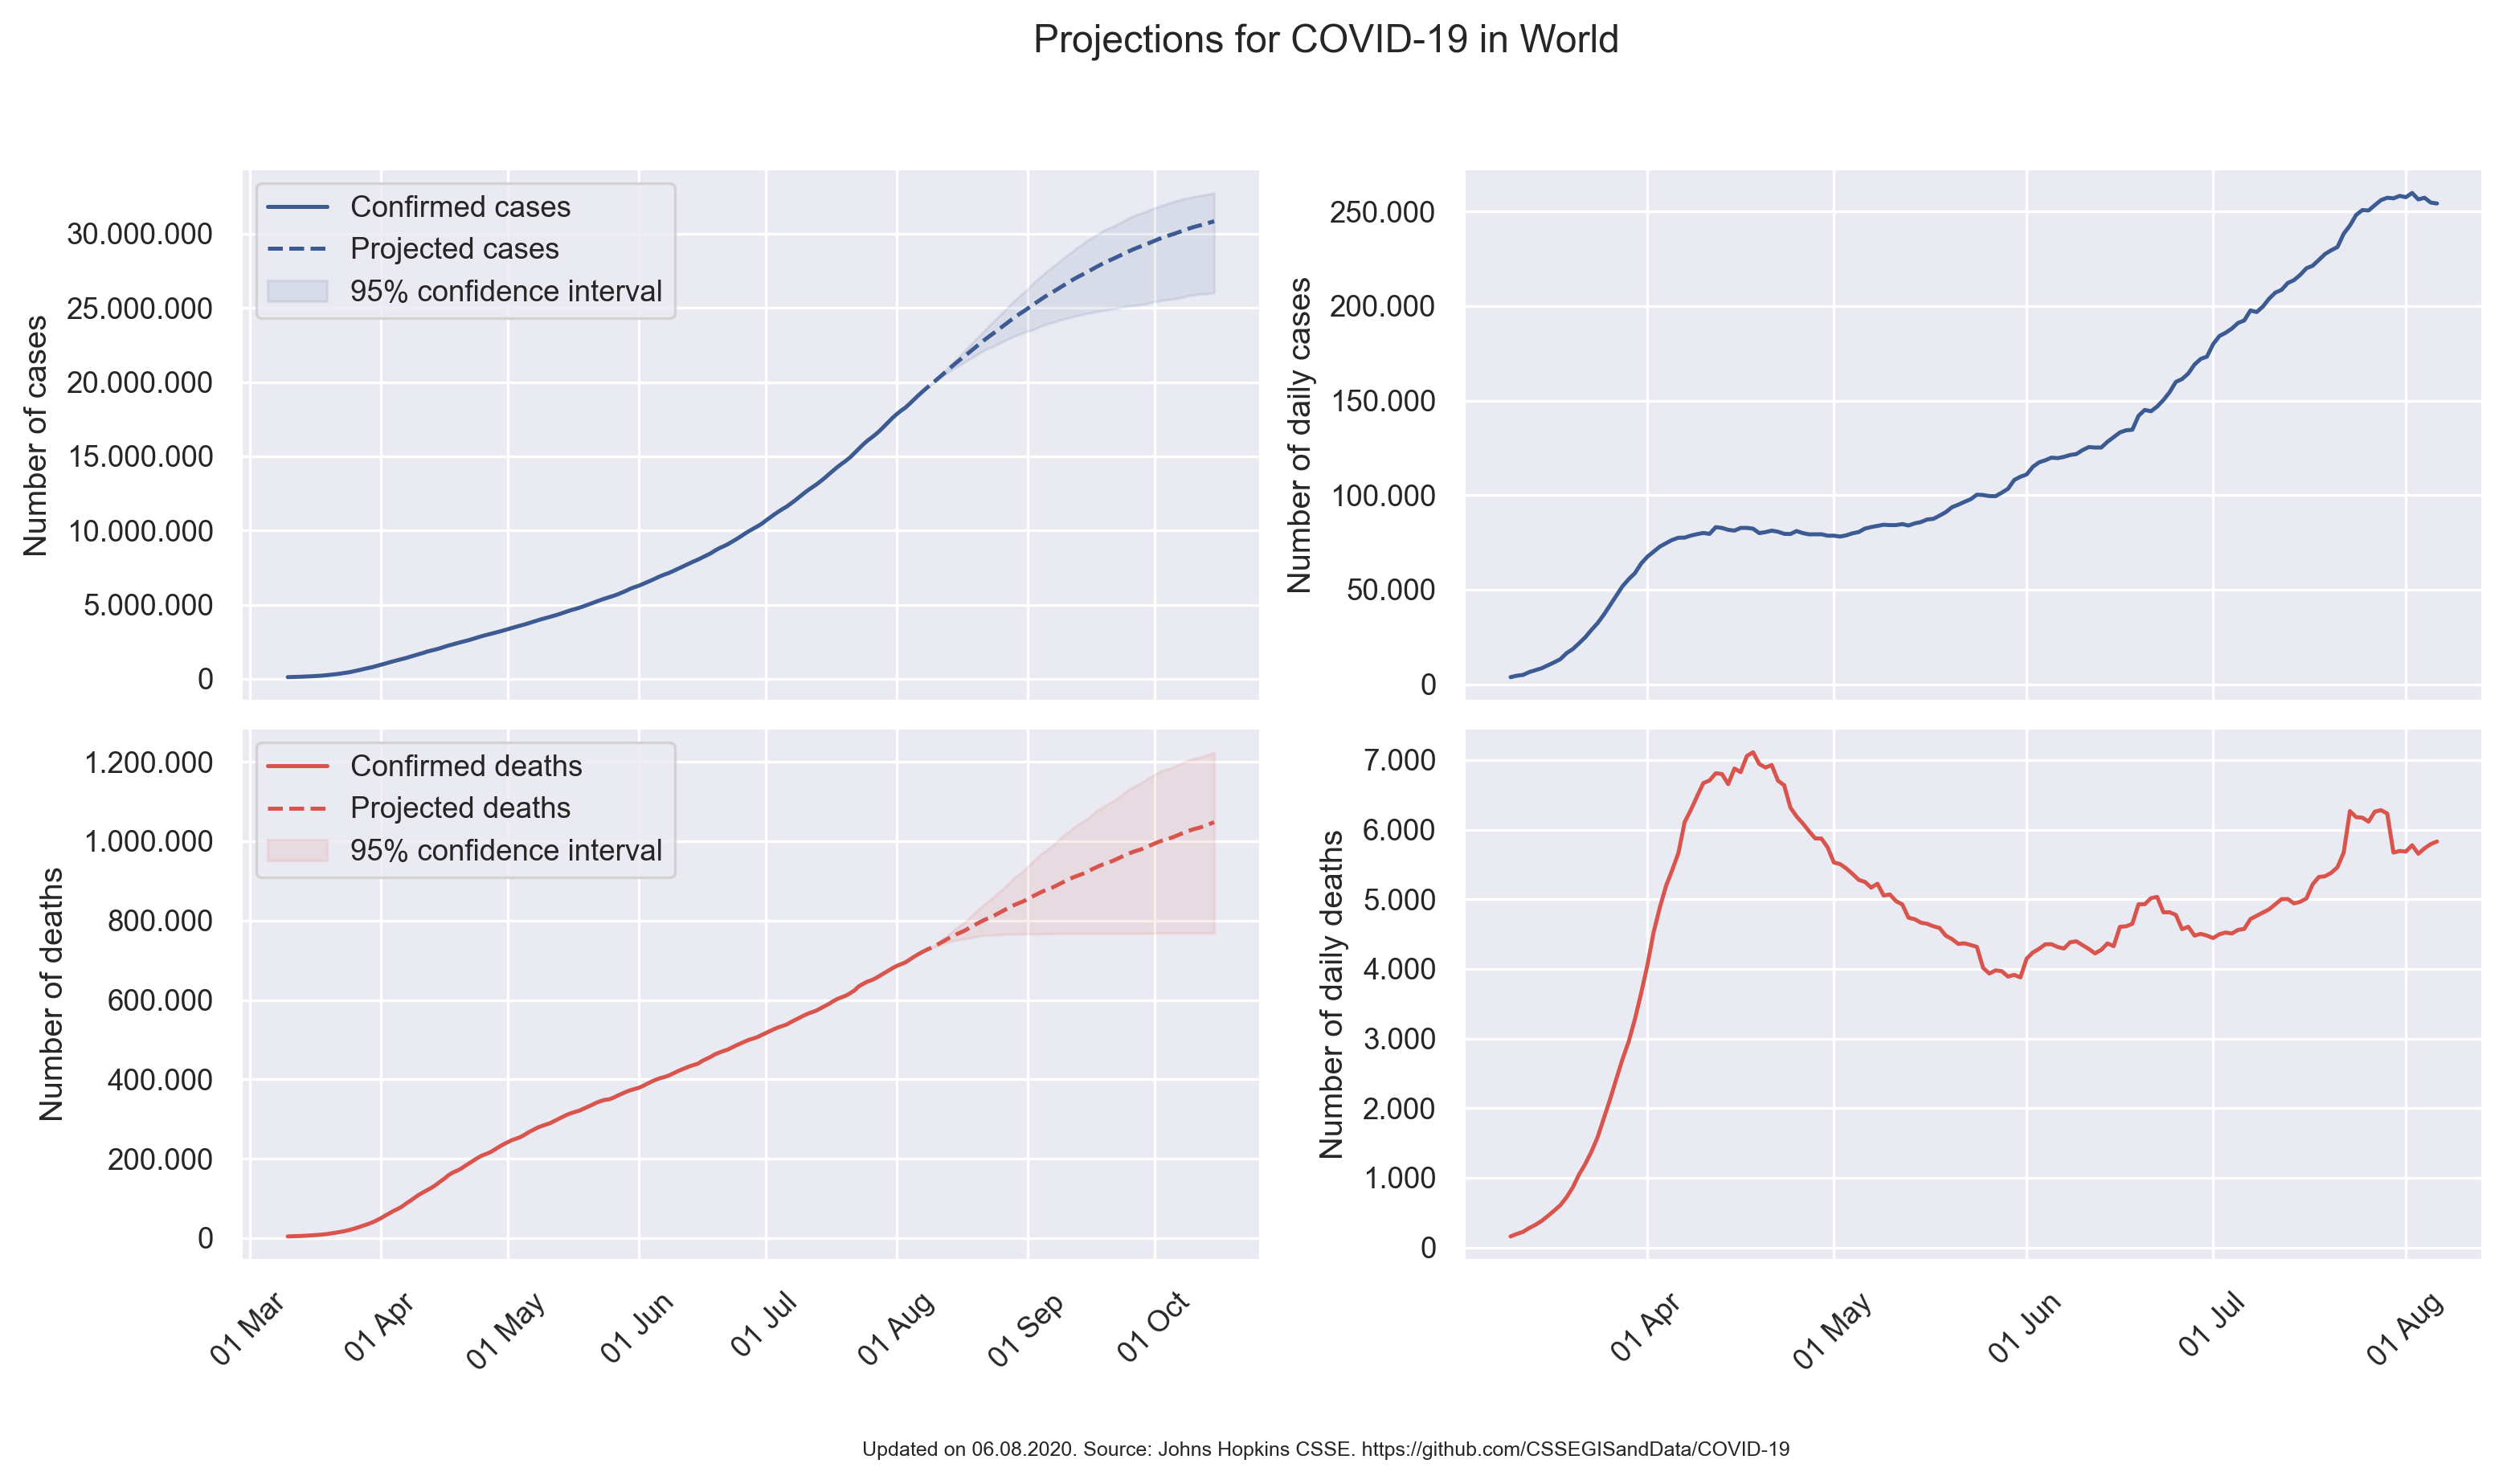 Projections for COVID-19 in World
Number of cases
30.000.000
25.000.000
20.000.000
15.000.000
10.000.000
5.000.000
0
Confirmed cases
Projected cases
95% confidence interval
Number of daily cases
250.000
200.000
150.000
100.000
50.000
0
Number of deaths
1.200.000
1.000.000
800.000
600.000
400.000
200.000
0
Confirmed deaths
Projected deaths
95% confidence interval
01 Mar
01 Apr
01 May
01 Jun
01 Jul
01 Aug
01 Sep
01 Oct
Number of daily deaths
7.000
6.000
5.000
4.000
3.000
2.000
1.000
0
01 Apr
01 May
01 Jun
01 Jul
01 Aug
Updated on 06.08.2020. Source: Johns Hopkins CSSE. https://github.com/CSSEGISandData/COVID-19